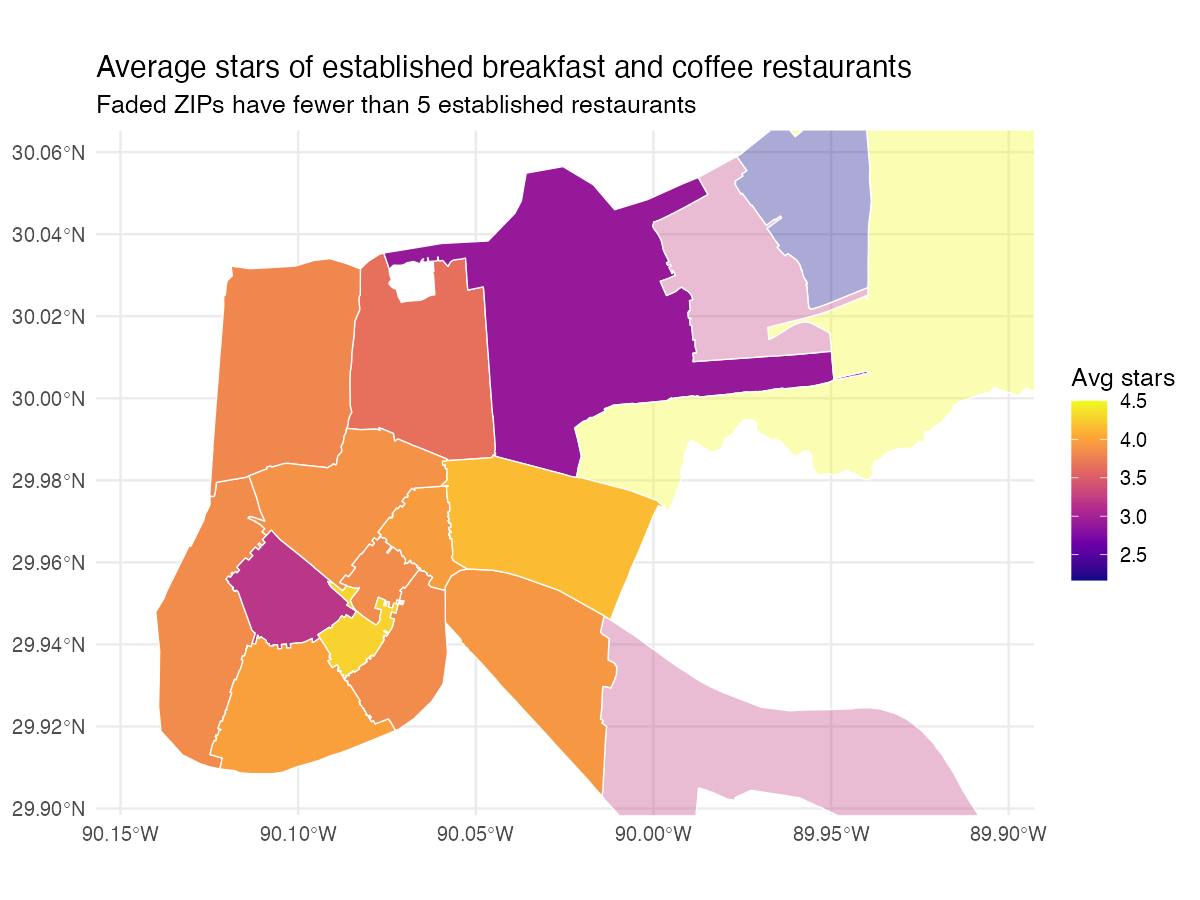 Average stars of established breakfast and coffee restaurants
Faded ZIPs have fewer than 5 established restaurants
30.06°N
30.04°N
30.02°N
30.00°N
29.98°N
29.96°N
29.94°N
29.92°N
29.90°N
90.15°W 90.10°W 90.05°W 90.00°W 89.95°W 89.90°W
Avg stars
4.5
4.0
3.5
3.0
2.5